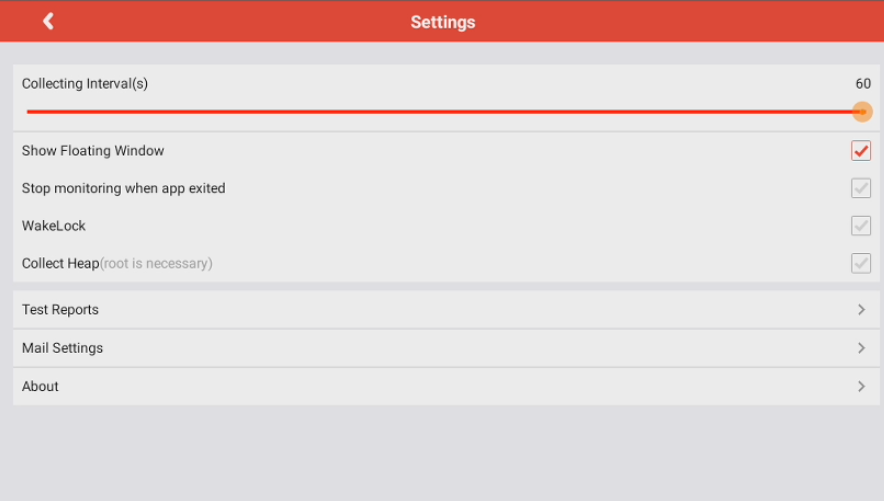 Settings
Collecting Interval(s) 60
Show Floating Window
Stop monitoring when app exited
WakeLock
Collect Heap(root is necessary)
Test Reports
Mail Settings
About